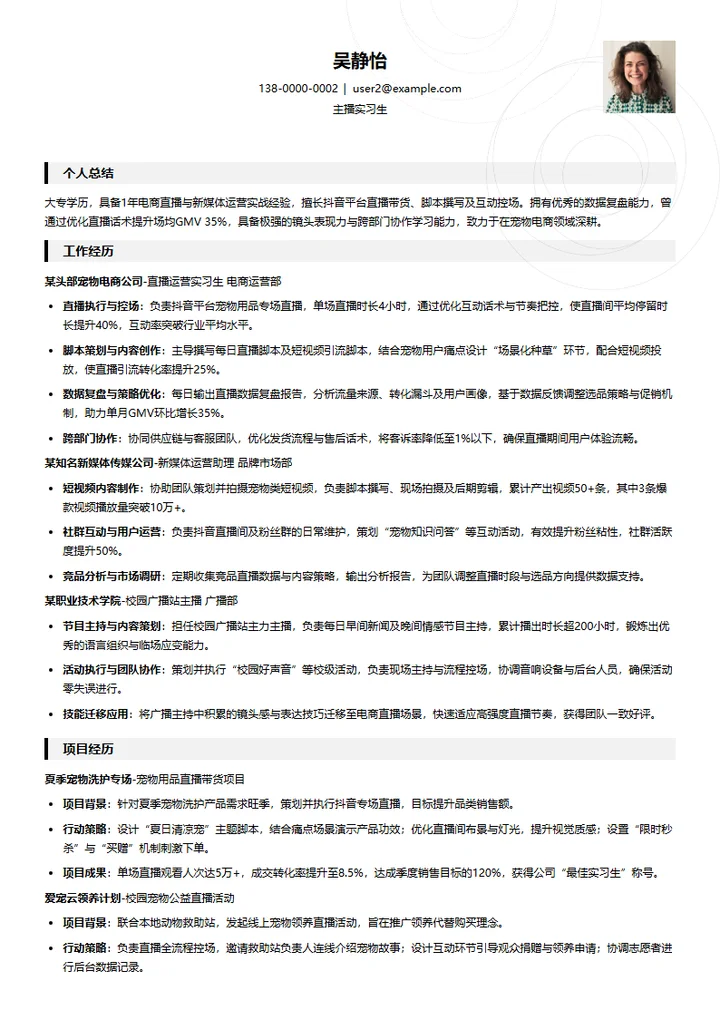 吴静怡
138-0000-0002 | user2@example.com
主播实习生
个人总结
大专学历，具备1年电商直播与新媒体运营实战经验，擅长抖音平台直播带货、脚本撰写及互动控场。拥有优秀的数据复盘能力，曾
通过优化直播话术提升场均GMV 35%，具备极强的镜头表现力与跨部门协作学习能力，致力于在宠物电商领域深耕。
工作经历
某头部宠物电商公司-直播运营实习生 电商运营部
• 直播执行与控场：负责抖音平台宠物用品专场直播，单场直播时长4小时，通过优化互动话术与节奏把控，使直播间平均停留时
长提升40%，互动率突破行业平均水平。
• 脚本策划与内容创作：主导撰写每日直播脚本及短视频引流脚本，结合宠物用户痛点设计“场景化种草”环节，配合短视频投
放，使直播引流转化率提升25%。
• 数据复盘与策略优化：每日输出直播数据复盘报告，分析流量来源、转化漏斗及用户画像，基于数据反馈调整选品策略与促销机
制，助力单月GMV环比增长35%。
• 跨部门协作：协同供应链与客服团队，优化发货流程与售后话术，将客诉率降低至1%以下，确保直播期间用户体验流畅。
某知名新媒体传媒公司-新媒体运营助理 品牌市场部
• 短视频内容制作：协助团队策划并拍摄宠物类短视频，负责脚本撰写、现场拍摄及后期剪辑，累计产出视频50+条，其中3条爆
款视频播放量突破10万+。
• 社群互动与用户运营：负责抖音直播间及粉丝群的日常维护，策划“宠物知识问答”等互动活动，有效提升粉丝粘性，社群活跃
度提升50%。
• 竞品分析与市场调研：定期收集竞品直播数据与内容策略，输出分析报告，为团队调整直播时段与选品方向提供数据支持。
某职业技术学院-校园广播站主播 广播部
• 节目主持与内容策划：担任校园广播站主力主播，负责每日早间新闻及晚间情感节目主持，累计播出时长超200小时，锻炼出优
秀的语言组织与临场应变能力。
• 活动执行与团队协作：策划并执行“校园好声音”等校级活动，负责现场主持与流程控场，协调音响设备与后台人员，确保活动
零失误进行。
• 技能迁移应用：将广播主持中积累的镜头感与表达技巧迁移至电商直播场景，快速适应高强度直播节奏，获得团队一致好评。
项目经历
夏季宠物洗护专场-宠物用品直播带货项目
• 项目背景：针对夏季宠物洗护产品需求旺季，策划并执行抖音专场直播，目标提升品类销售额。
• 行动策略：设计“夏日清凉宠”主题脚本，结合痛点场景演示产品功效；优化直播间布景与灯光，提升视觉质感；设置“限时秒
杀”与“买赠”机制刺激下单。
• 项目成果：单场直播观看人次达5万+，成交转化率提升至8.5%，达成季度销售目标的120%，获得公司“最佳实习生”称号。
爱宠云领养计划-校园宠物公益直播活动
• 项目背景：联合本地动物救助站，发起线上宠物领养直播活动，旨在推广领养代替购买理念。
• 行动策略：负责直播全流程控场，邀请救助站负责人连线介绍宠物故事；设计互动环节引导观众捐赠与领养申请；协调志愿者进
行后台数据记录。